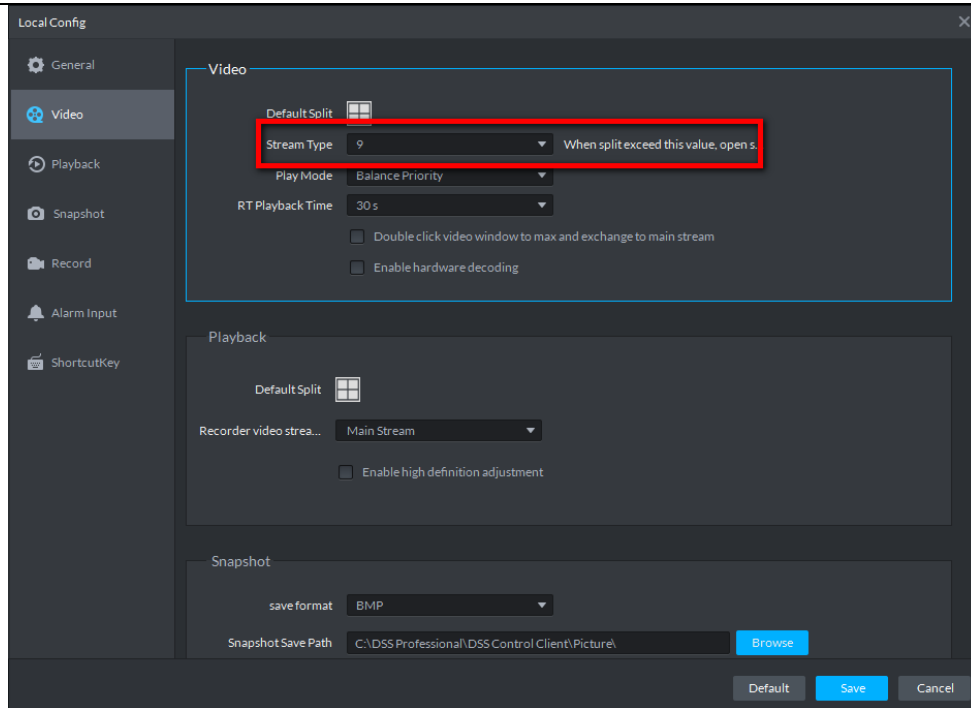 Local Config
General
Video
Playback
Snapshot
Record
Alarm Input
ShortcutKey
Video
Default Split
Stream Type 9 When split exceed this value, open s.
Play Mode Balance Priority
RT Playback Time 30 s
Double click video window to max and exchange to main stream
Enable hardware decoding
Playback
Default Split
Recorder video strea... Main Stream
Enable high definition adjustment
Snapshot
save format BMP
Snapshot Save Path C:\DSS Professional\DSS Control Client\Picture\ Browse
Default Save Cancel